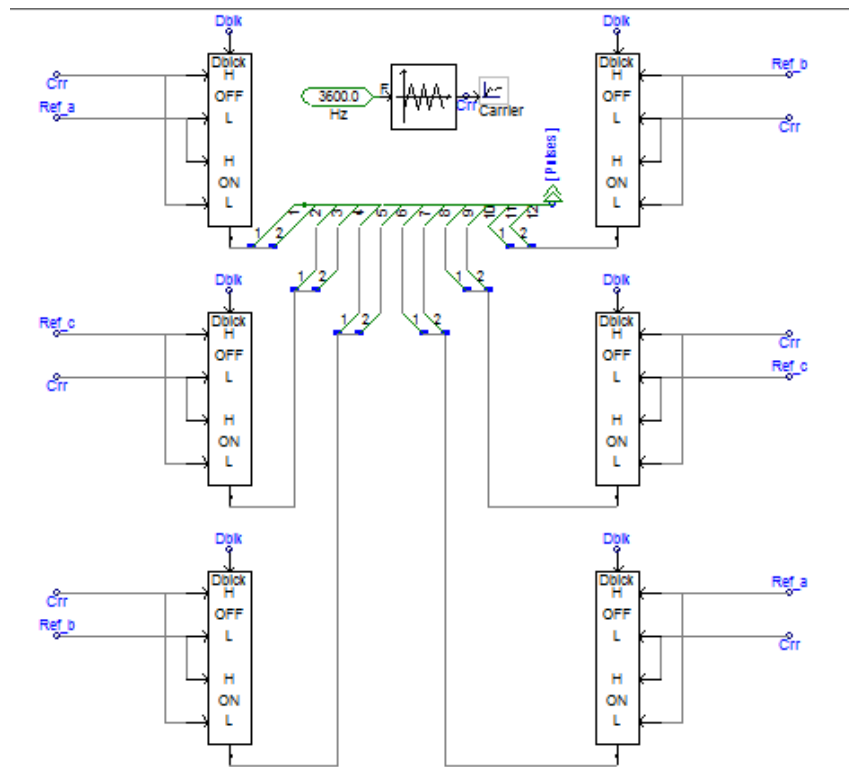 Dblk
Dblck
H
OFF
L
H
ON
L
Crr
Ref_a
3600.0
Hz
F
Crr
Carrier
[Pulses]
1 2 3 4 5 6 7 8 9 10 11 12
1 2
1 2
1 2
1 2
1 2
1 2
Dblk
Dblck
H
OFF
L
H
ON
L
Ref_b
Crr
Dblk
Dblck
H
OFF
L
H
ON
L
Ref_c
Crr
Dblk
Dblck
H
OFF
L
H
ON
L
Crr
Ref_c
Dblk
Dblck
H
OFF
L
H
ON
L
Crr
Ref_b
Dblk
Dblck
H
OFF
L
H
ON
L
Ref_a
Crr